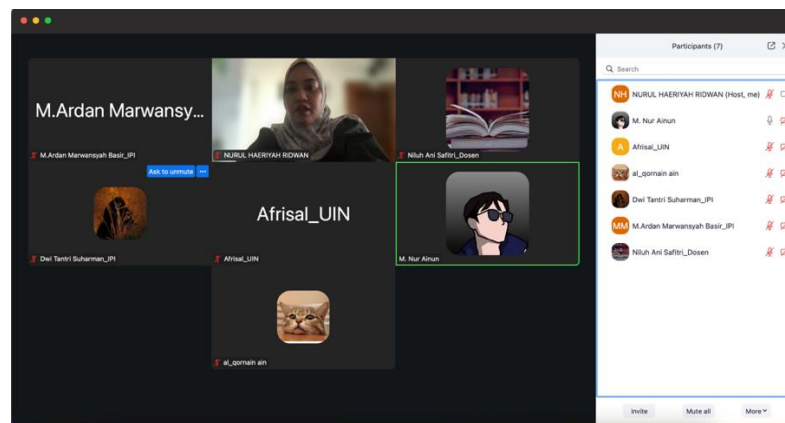 M.Ardan Marwansy...
M.Ardan Marwansyah Basir_IPI
NURUL HAERIYAH RIDWAN
Niluh Ani Safitri_Dosen
Ask to unmute
Dwi Tantri Suharman_IPI
Afrisal_UIN
Afrisal_UIN
M. Nur Ainun
al_qornain ain
Participants (7)
Search
NH NURUL HAERIYAH RIDWAN (Host, me)
M. Nur Ainun
A Afrisal_UIN
al_qornain ain
Dwi Tantri Suharman_IPI
MM M.Ardan Marwansyah Basir_IPI
Niluh Ani Safitri_Dosen
Invite Mute all More